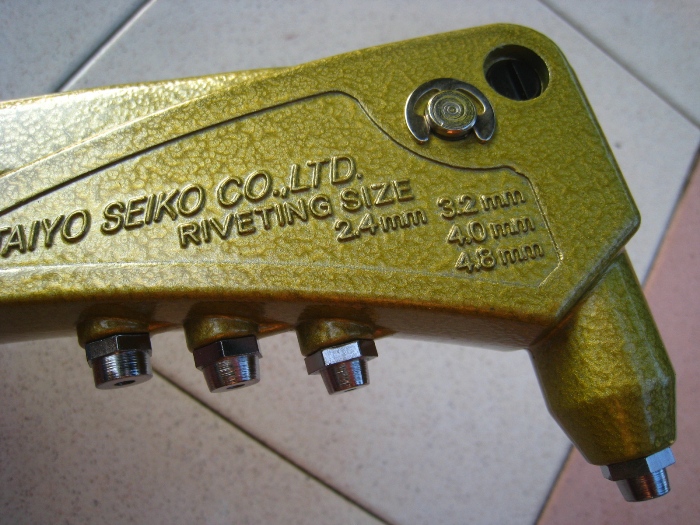 TAIYO SEIKO CO.,LTD.
RIVETING SIZE
2.4mm 3.2mm
4.0mm
4.8mm